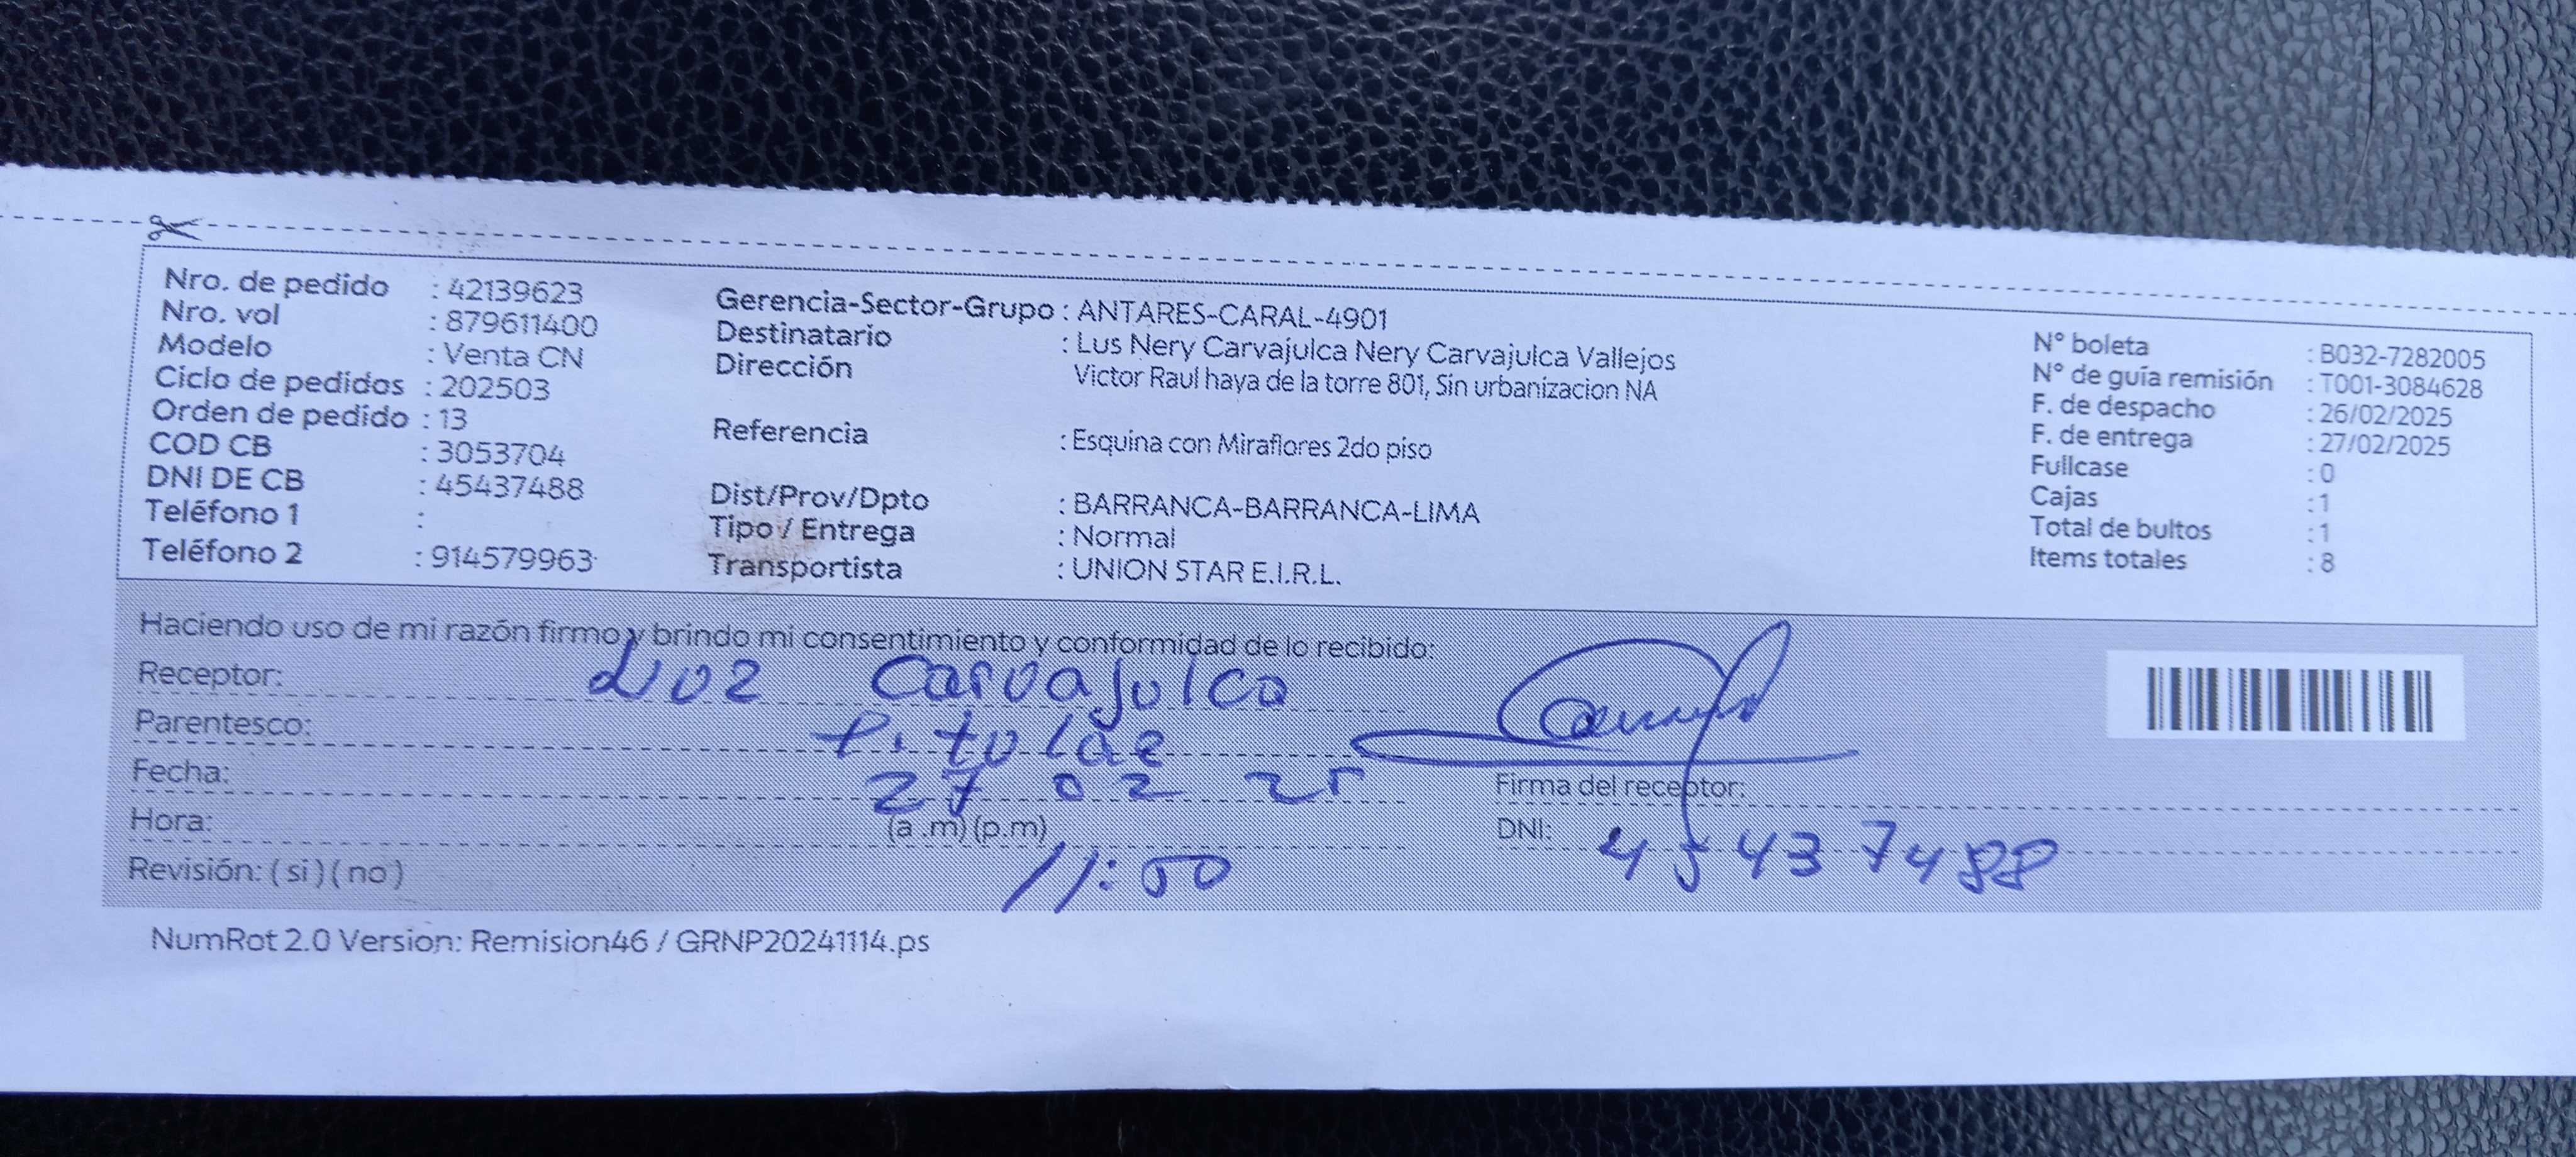 Nro. de pedido : 42139623
Nro. vol : 879611400
Modelo : Venta CN
Ciclo de pedidos : 202503
Orden de pedido : 13
COD CB : 3053704
DNI DE CB : 45437488
Teléfono 1 :
Teléfono 2 : 914579963
Gerencia-Sector-Grupo : ANTARES-CARAL-4901
Destinatario : Lus Nery Carvajulca Nery Carvajulca Vallejos
Dirección Victor Raul haya de la torre 801, Sin urbanizacion NA
Referencia : Esquina con Miraflores 2do piso
Dist/Prov/Dpto : BARRANCA-BARRANCA-LIMA
Tipo / Entrega : Normal
Transportista : UNION STAR E.I.R.L.
N° boleta : B032-7282005
N° de guía remisión : T001-3084628
F. de despacho : 26/02/2025
F. de entrega : 27/02/2025
Fullcase : 0
Cajas : 1
Total de bultos : 1
Items totales : 8
Haciendo uso de mi razón firmo y brindo mi consentimiento y conformidad de lo recibido:
Receptor: Luz Carvajulca
Parentesco: Titular
Fecha: 27 02 25
Hora: (a .m) (p.m) 11:50
Revisión: ( si ) ( no )
Firma del receptor:
DNI: 45437488
NumRot 2.0 Version: Remision46 / GRNP20241114.ps